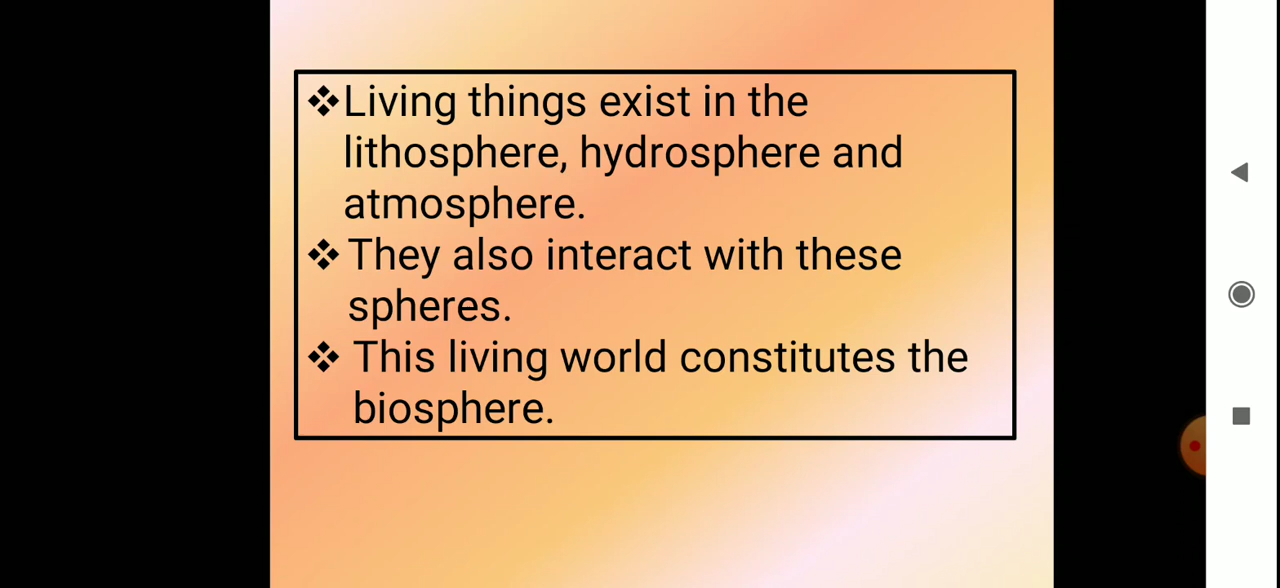 ❖Living things exist in the
lithosphere, hydrosphere and
atmosphere.
❖ They also interact with these
spheres.
❖ This living world constitutes the
biosphere.